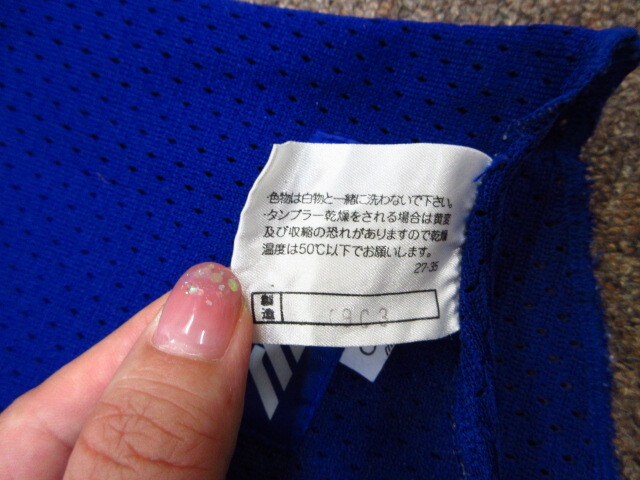 ・色物は白物と一緒に洗わないで下さい。
・タンブラー乾燥をされる場合は黄変
及び収縮の恐れがありますので乾燥
温度は50℃以下でお願いします。
27-35
製造